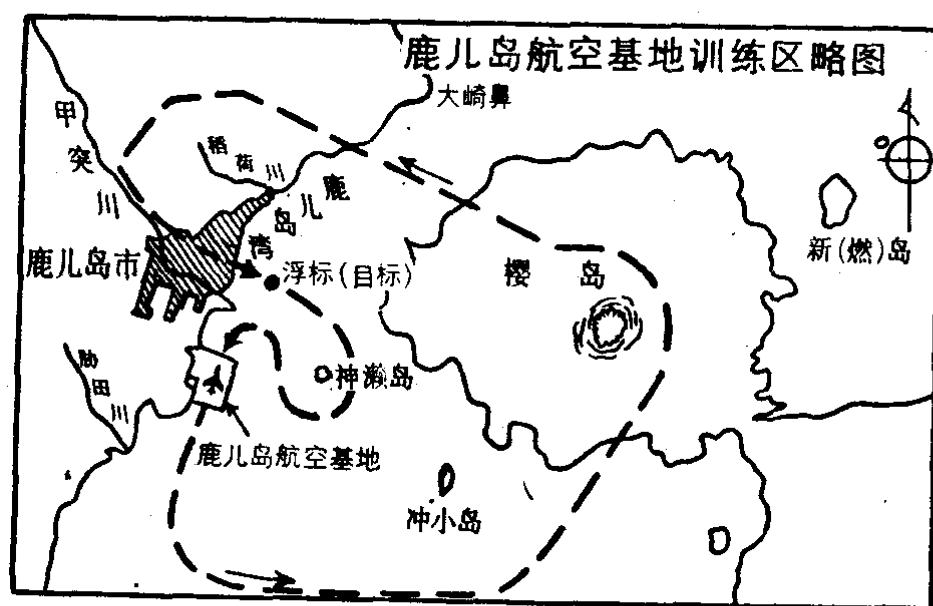 鹿儿岛航空基地训练区略图
大崎鼻
甲突川
稻荷川
鹿儿岛湾
鹿儿岛市
浮标(目标)
樱岛
新(燃)岛
神濑岛
胁田川
鹿儿岛航空基地
冲小岛